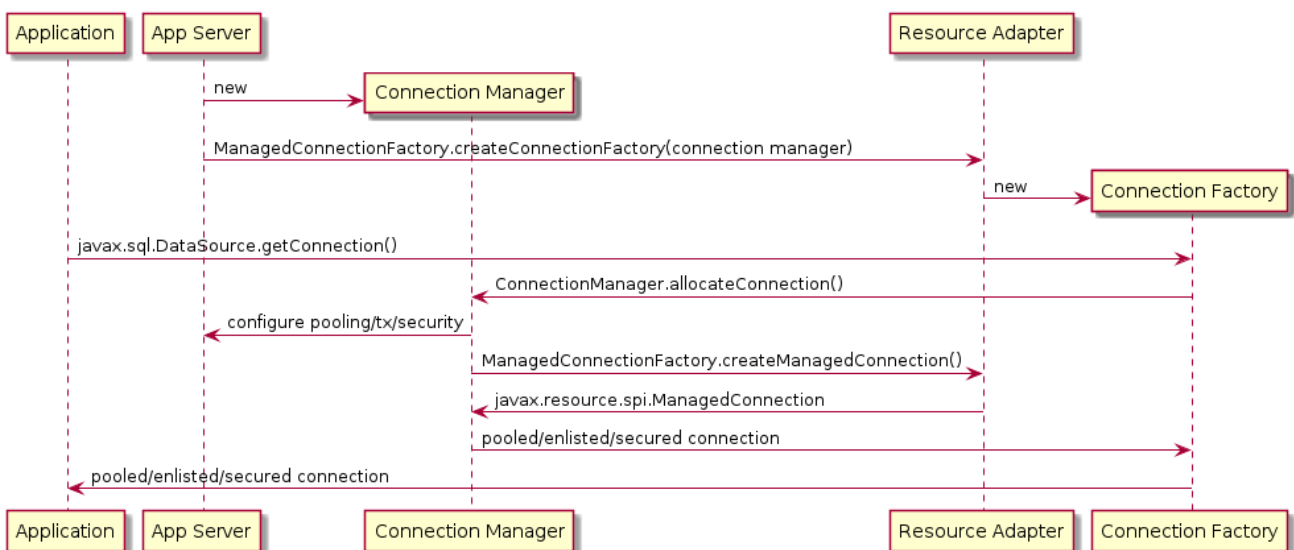 Application
App Server
Resource Adapter
new
Connection Manager
ManagedConnectionFactory.createConnectionFactory(connection manager)
new
Connection Factory
javax.sql.DataSource.getConnection()
ConnectionManager.allocateConnection()
configure pooling/tx/security
ManagedConnectionFactory.createManagedConnection()
javax.resource.spi.ManagedConnection
pooled/enlisted/secured connection
pooled/enlisted/secured connection
Application
App Server
Connection Manager
Resource Adapter
Connection Factory